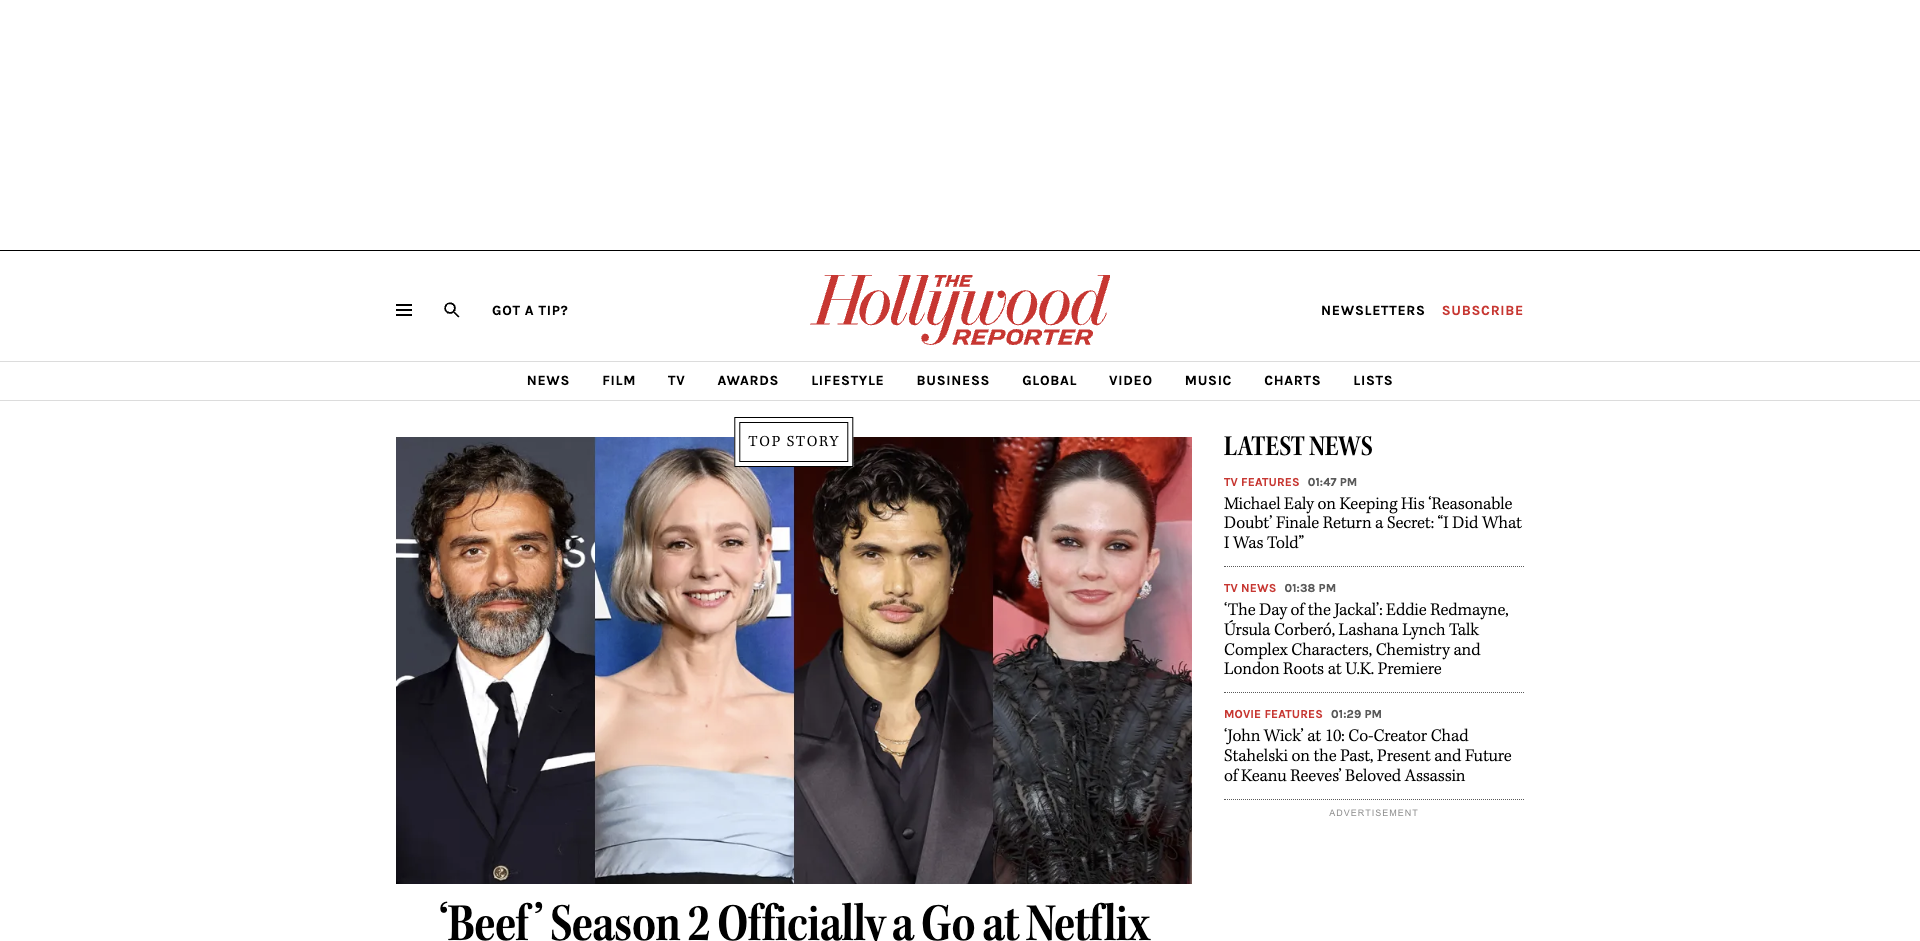 GOT A TIP?
THE
Hollywood
REPORTER
NEWSLETTERS SUBSCRIBE
NEWS FILM TV AWARDS LIFESTYLE BUSINESS GLOBAL VIDEO MUSIC CHARTS LISTS
TOP STORY
‘Beef’ Season 2 Officially a Go at Netflix
LATEST NEWS
TV FEATURES 01:47 PM
Michael Ealy on Keeping His ‘Reasonable
Doubt’ Finale Return a Secret: “I Did What
I Was Told”
TV NEWS 01:38 PM
‘The Day of the Jackal’: Eddie Redmayne,
Úrsula Corberó, Lashana Lynch Talk
Complex Characters, Chemistry and
London Roots at U.K. Premiere
MOVIE FEATURES 01:29 PM
‘John Wick’ at 10: Co-Creator Chad
Stahelski on the Past, Present and Future
of Keanu Reeves’ Beloved Assassin
ADVERTISEMENT